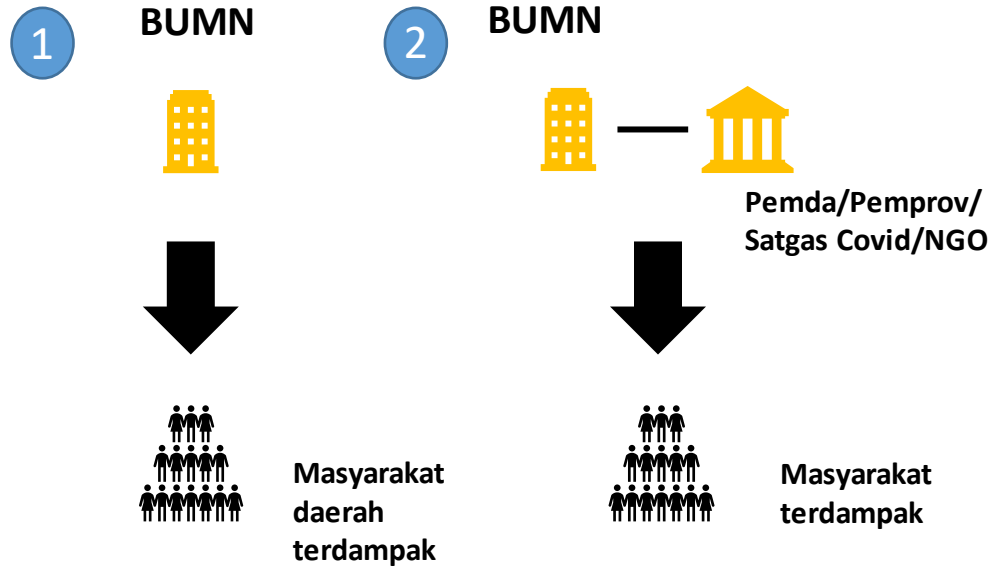 1
BUMN
2
BUMN
Pemda/Pemprov/
Satgas Covid/NGO
Masyarakat
daerah
terdampak
Masyarakat
terdampak